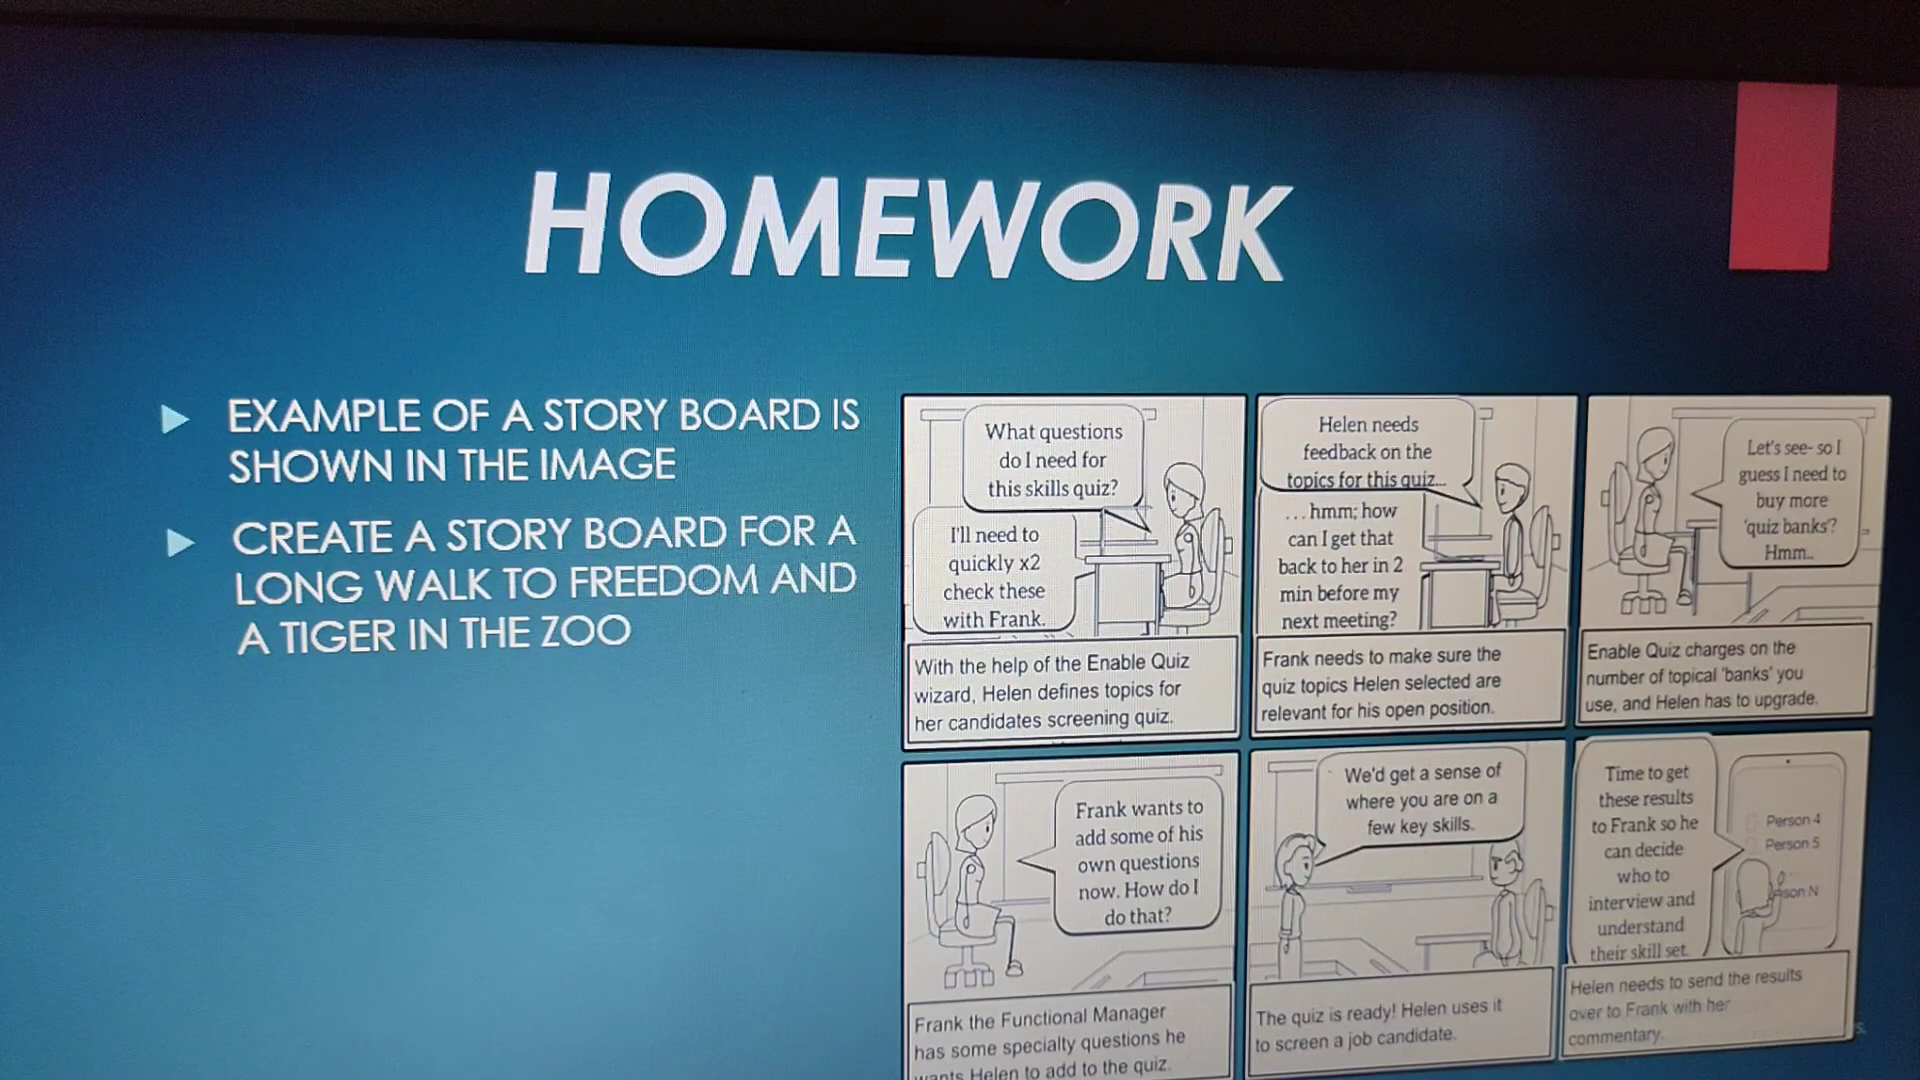 HOMEWORK
EXAMPLE OF A STORY BOARD IS
SHOWN IN THE IMAGE
CREATE A STORY BOARD FOR A
LONG WALK TO FREEDOM AND
A TIGER IN THE ZOO
What questions
do I need for
this skills quiz?
I'll need to
quickly x2
check these
with Frank.
With the help of the Enable Quiz
wizard, Helen defines topics for
her candidates screening quiz.
Helen needs
feedback on the
topics for this quiz...
...hmm; how
can I get that
back to her in 2
min before my
next meeting?
Frank needs to make sure the
quiz topics Helen selected are
relevant for his open position.
Let's see- so I
guess I need to
buy more
'quiz banks'?
Hmm..
Enable Quiz charges on the
number of topical 'banks' you
use, and Helen has to upgrade.
Frank wants to
add some of his
own questions
now. How do I
do that?
Frank the Functional Manager
has some specialty questions he
wants Helen to add to the quiz.
We'd get a sense of
where you are on a
few key skills.
The quiz is ready! Helen uses it
to screen a job candidate.
Time to get
these results
to Frank so he
can decide
who to
interview and
understand
their skill set.
Person 4
Person 5
rson N
Helen needs to send the results
over to Frank with her
commentary.